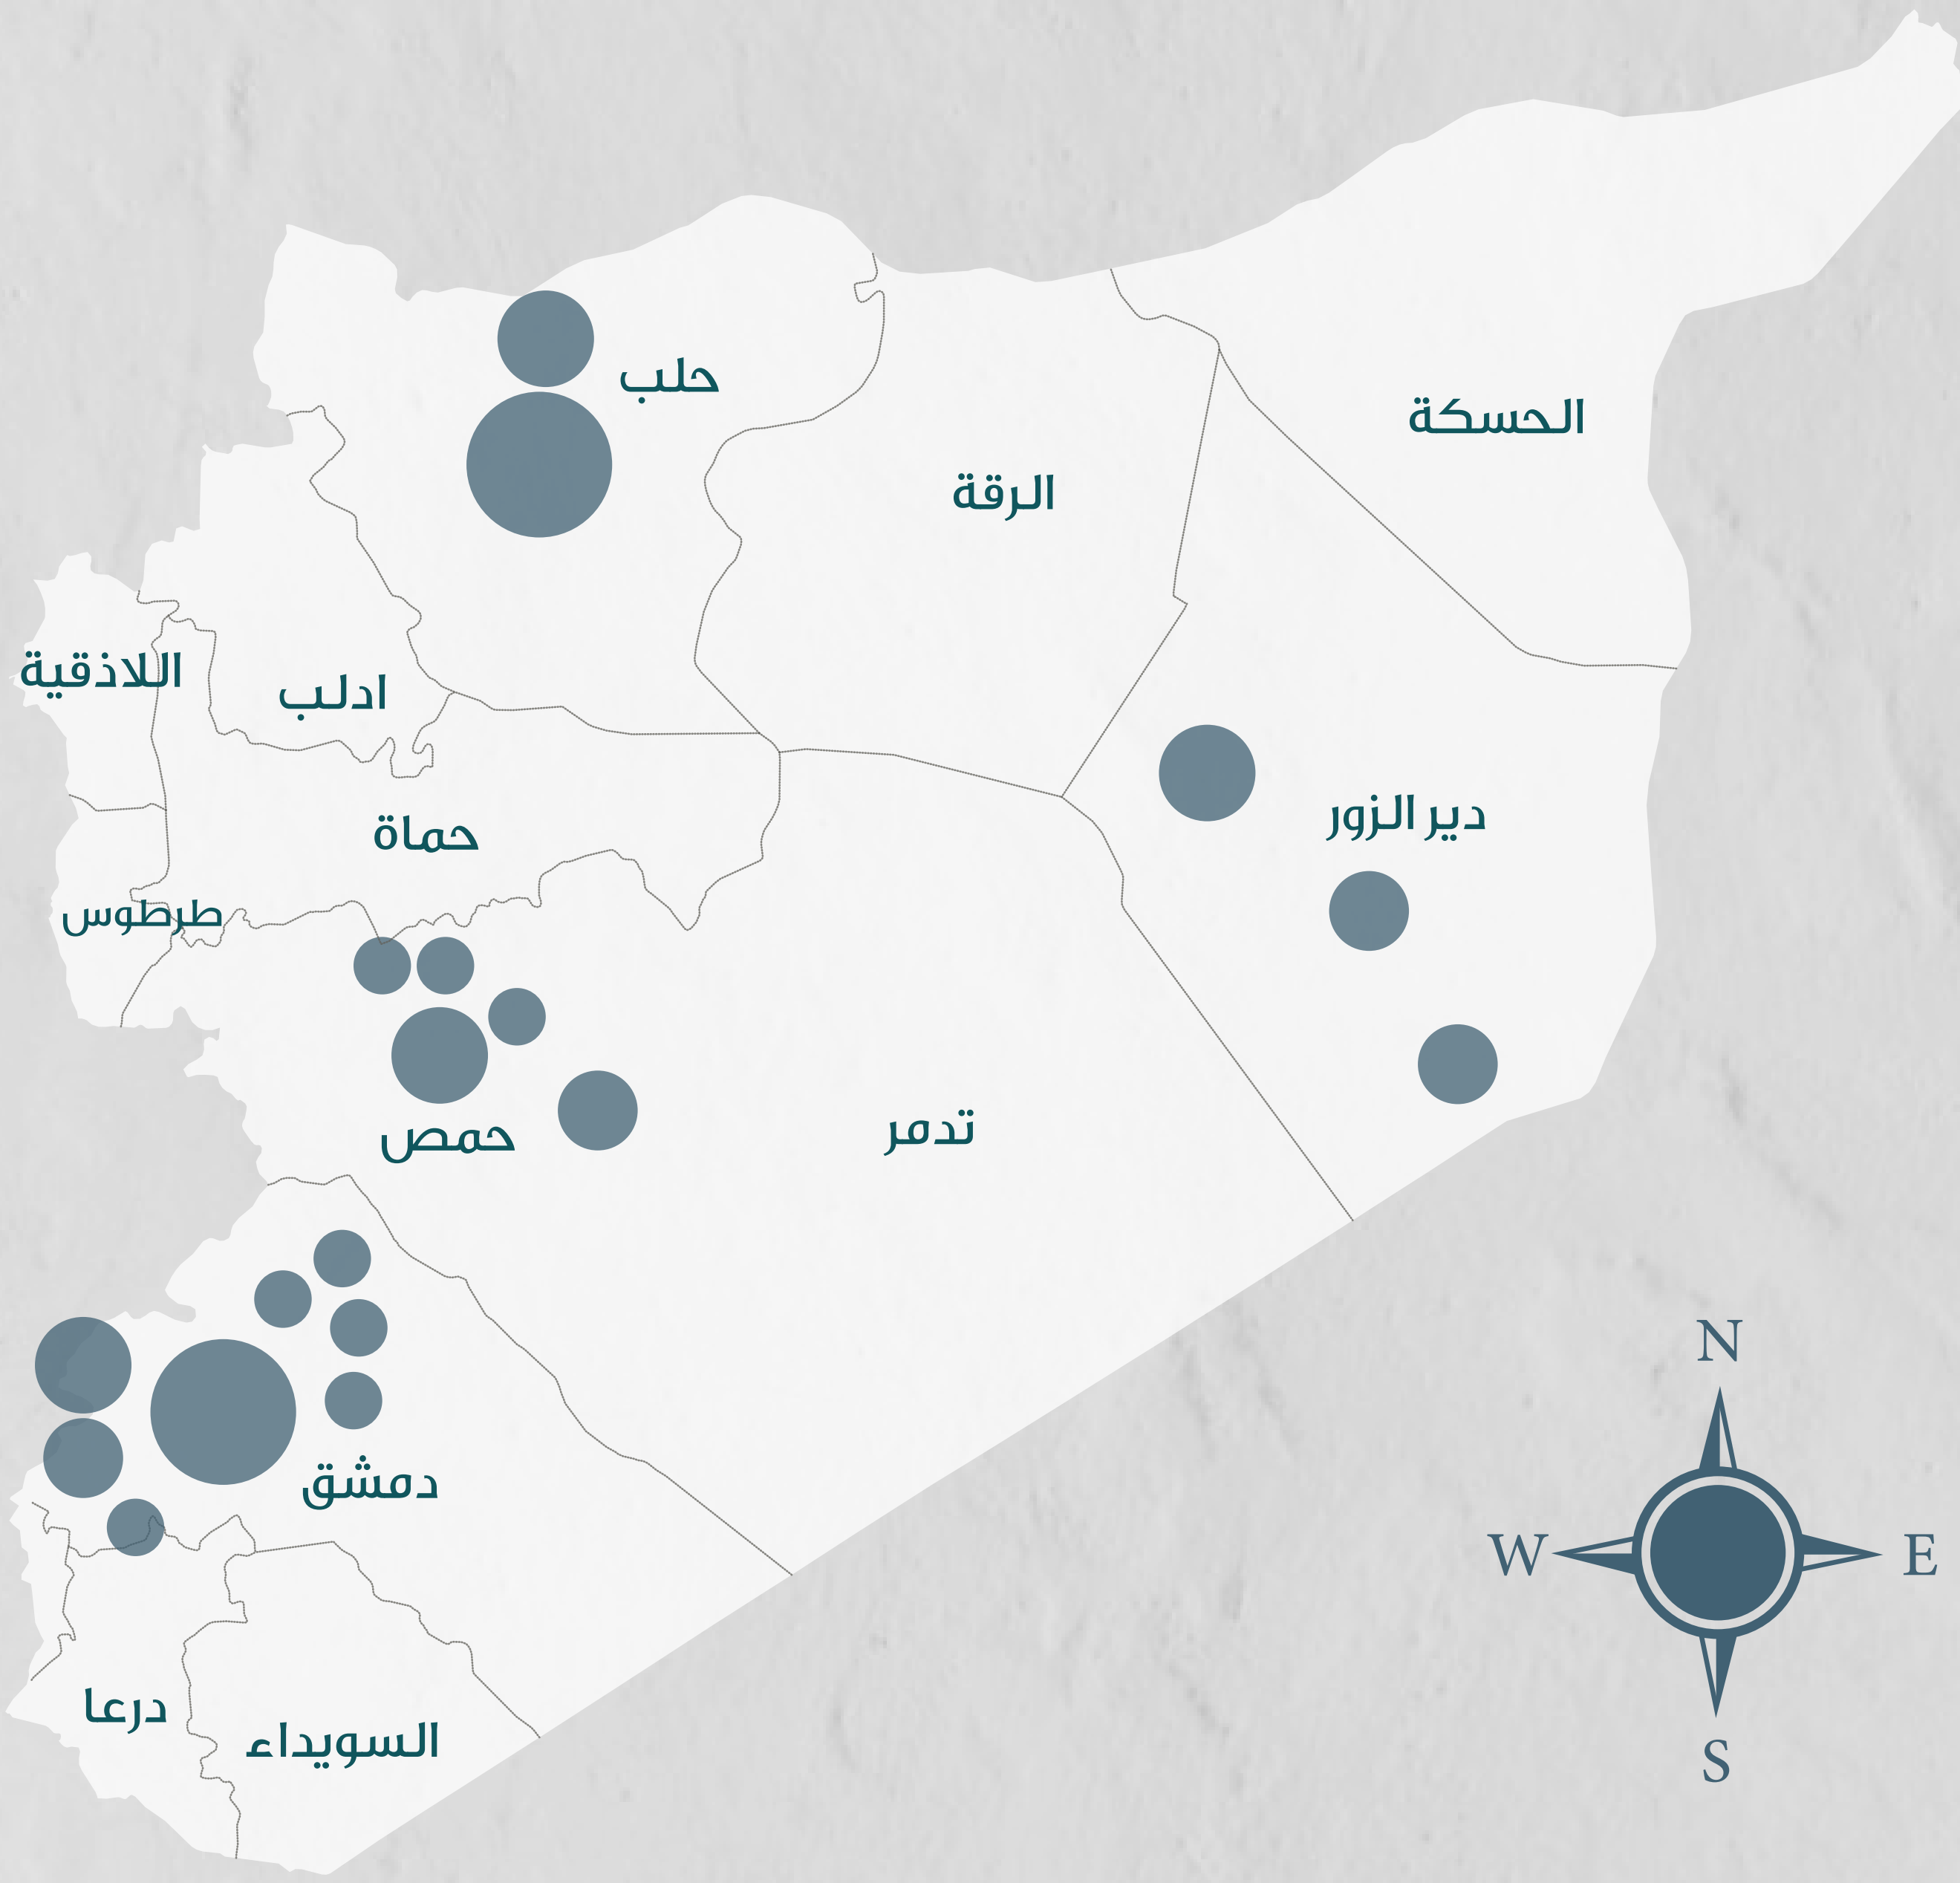 حلب
الحسكة
الرقة
اللاذقية
ادلب
دير الزور
حماة
طرطوس
تدمر
حمص
دمشق
درعا
السويداء
N
W
E
S